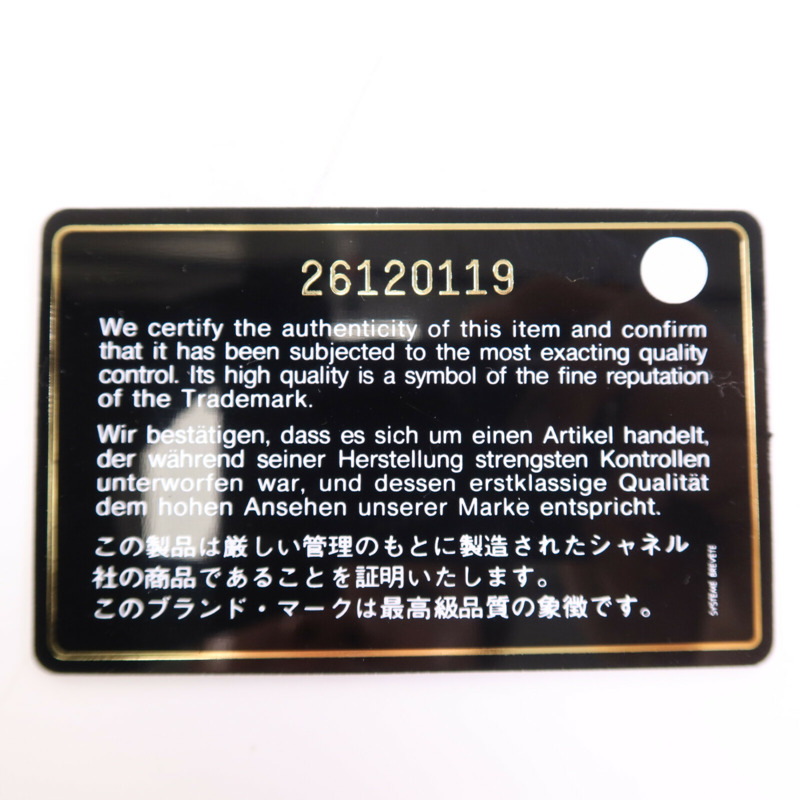 26120119
We certify the authenticity of this item and confirm
that it has been subjected to the most exacting quality
control. Its high quality is a symbol of the fine reputation
of the Trademark.
Wir bestätigen, dass es sich um einen Artikel handelt,
der während seiner Herstellung strengsten Kontrollen
unterworfen war, und dessen erstklassige Qualität
dem hohen Ansehen unserer Marke entspricht.
この製品は厳しい管理のもとに製造されたシャネル
社の商品であることを証明いたします。
このブランド・マークは最高級品質の象徴です。
SYSTEME BREVETE